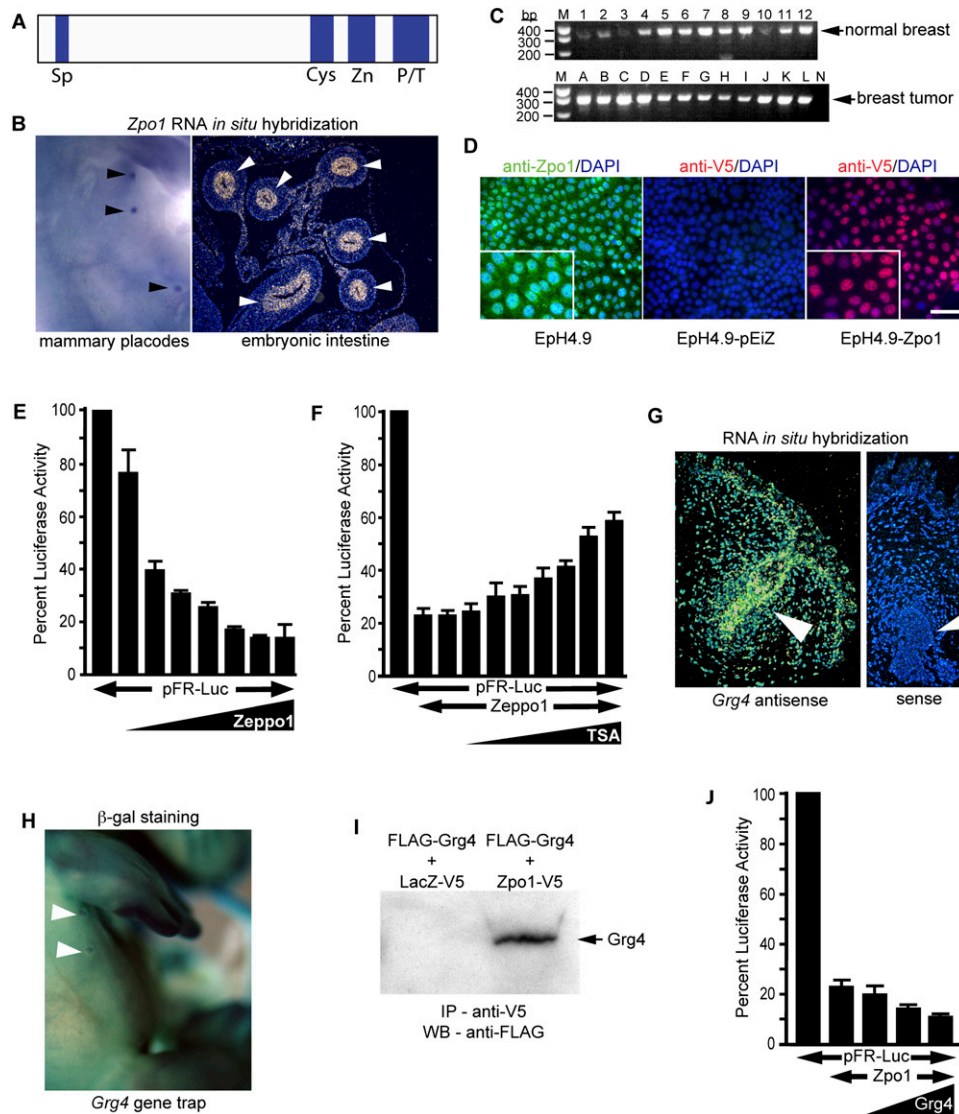 A
Sp Cys Zn P/T
B
Zpo1 RNA in situ hybridization
mammary placodes embryonic intestine
C
bp M 1 2 3 4 5 6 7 8 9 10 11 12
400
300
200
normal breast
M A B C D E F G H I J K L N
400
300
200
breast tumor
D
anti-Zpo1/DAPI anti-V5/DAPI anti-V5/DAPI
EpH4.9 EpH4.9-pEiZ EpH4.9-Zpo1
E
Percent Luciferase Activity
100
80
60
40
20
0
pFR-Luc
Zeppo1
F
Percent Luciferase Activity
100
80
60
40
20
0
pFR-Luc
Zeppo1
TSA
G
RNA in situ hybridization
Grg4 antisense sense
H
β-gal staining
Grg4 gene trap
I
FLAG-Grg4 FLAG-Grg4
+ +
LacZ-V5 Zpo1-V5
Grg4
IP - anti-V5
WB - anti-FLAG
J
Percent Luciferase Activity
100
80
60
40
20
0
pFR-Luc
Zpo1
Grg4